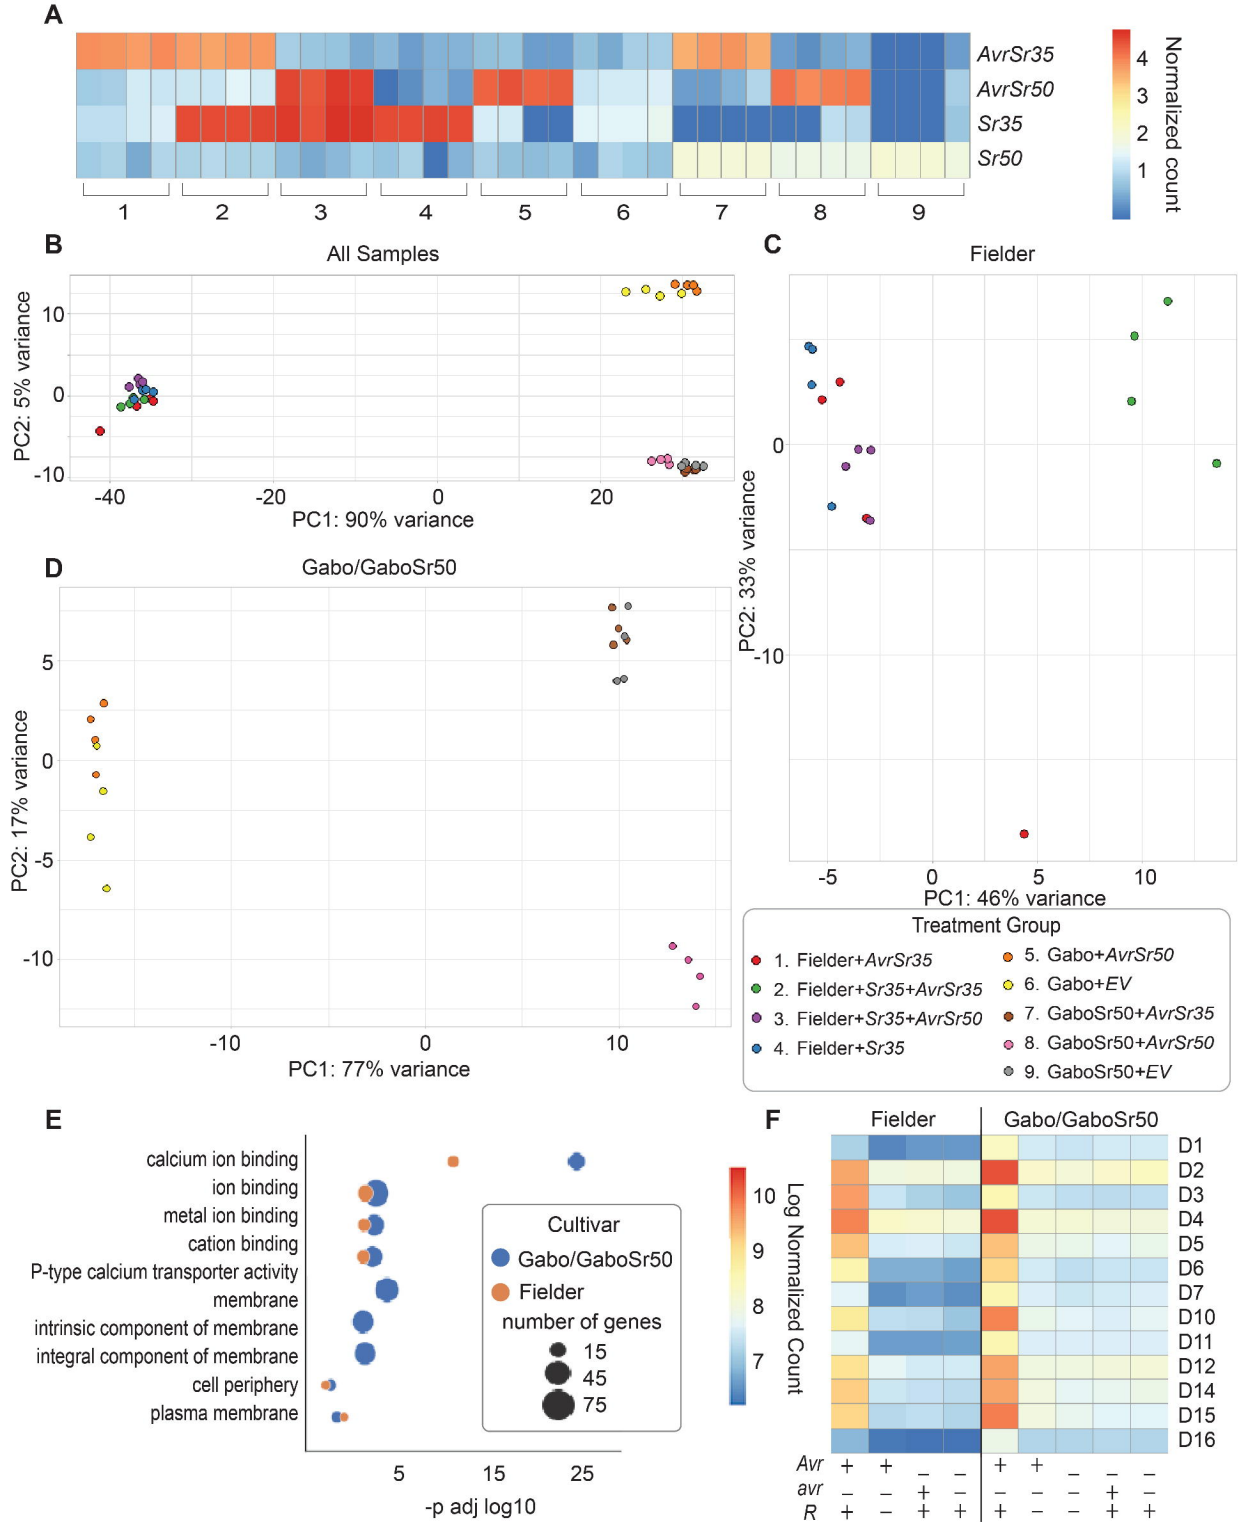 A
AvrSr35
AvrSr50
Sr35
Sr50
1 2 3 4 5 6 7 8 9
4
3
2
1
Normalized count
B
All Samples
PC2: 5% variance
10
0
-10
-40 -20 0 20
PC1: 90% variance
C
Fielder
PC2: 33% variance
0
-10
-5 0 5 10
PC1: 46% variance
D
Gabo/GaboSr50
PC2: 17% variance
5
0
-5
-10
-10 0 10
PC1: 77% variance
Treatment Group
1. Fielder+AvrSr35
2. Fielder+Sr35+AvrSr35
3. Fielder+Sr35+AvrSr50
4. Fielder+Sr35
5. Gabo+AvrSr50
6. Gabo+EV
7. GaboSr50+AvrSr35
8. GaboSr50+AvrSr50
9. GaboSr50+EV
E
calcium ion binding
ion binding
metal ion binding
cation binding
P-type calcium transporter activity
membrane
intrinsic component of membrane
integral component of membrane
cell periphery
plasma membrane
5 15 25
-p adj log10
Cultivar
Gabo/GaboSr50
Fielder
number of genes
15
45
75
F
Fielder Gabo/GaboSr50
10
9
8
7
Log Normalized Count
D1
D2
D3
D4
D5
D6
D7
D10
D11
D12
D14
D15
D16
Avr + + – – + + – – –
avr – – + – – – – + –
R + – + + + – – + +